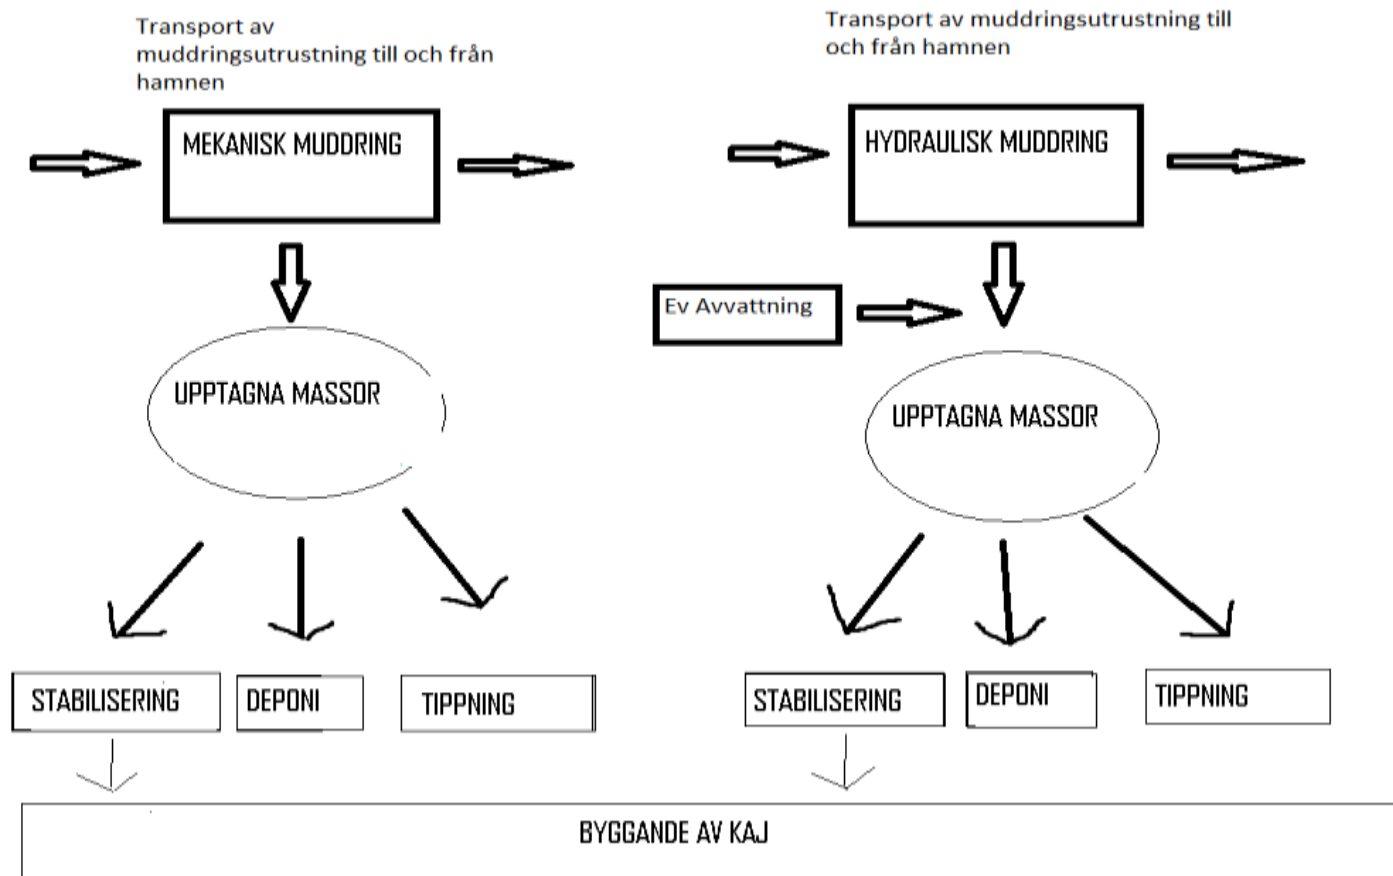 Transport av
muddringsutrustning till och från
hamnen
MEKANISK MUDDRING
UPPTAGNA MASSOR
STABILISERING
DEPONI
TIPPNING
Transport av muddringsutrustning till
och från hamnen
HYDRAULISK MUDDRING
Ev Avvattning
UPPTAGNA MASSOR
STABILISERING
DEPONI
TIPPNING
BYGGANDE AV KAJ